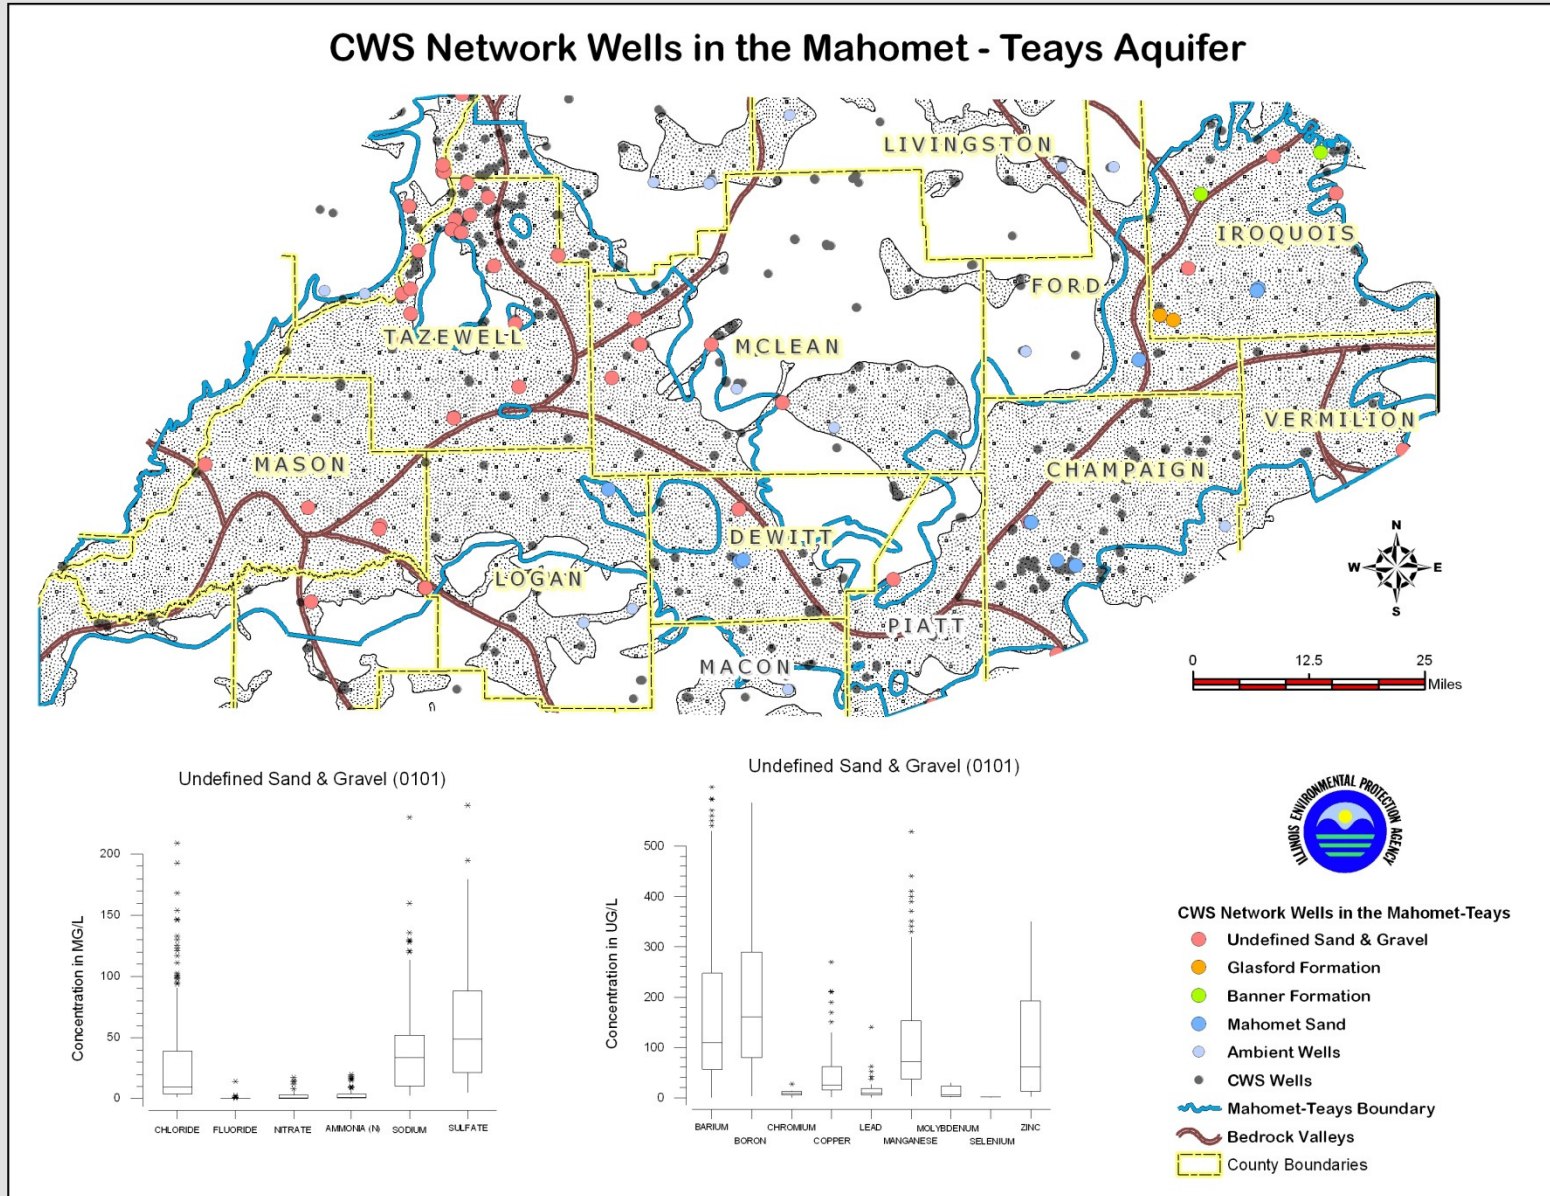 CWS Network Wells in the Mahomet - Teays Aquifer
LIVINGSTON
IROQUOIS
FORD
TAZEWELL
MCLEAN
VERMILION
MASON
CHAMPAIGN
DEWITT
LOGAN
PIATT
MACON
N
W E
S
0 12.5 25
Miles
Undefined Sand & Gravel (0101)
Concentration in MG/L
200
150
100
50
0
CHLORIDE FLUORIDE NITRATE AMMONIA (N) SODIUM SULFATE
Undefined Sand & Gravel (0101)
Concentration in UG/L
500
400
300
200
100
0
BARIUM CHROMIUM LEAD MOLYBDENUM ZINC
BORON COPPER MANGANESE SELENIUM
ILLINOIS ENVIRONMENTAL PROTECTION AGENCY
CWS Network Wells in the Mahomet-Teays
Undefined Sand & Gravel
Glasford Formation
Banner Formation
Mahomet Sand
Ambient Wells
CWS Wells
Mahomet-Teays Boundary
Bedrock Valleys
County Boundaries